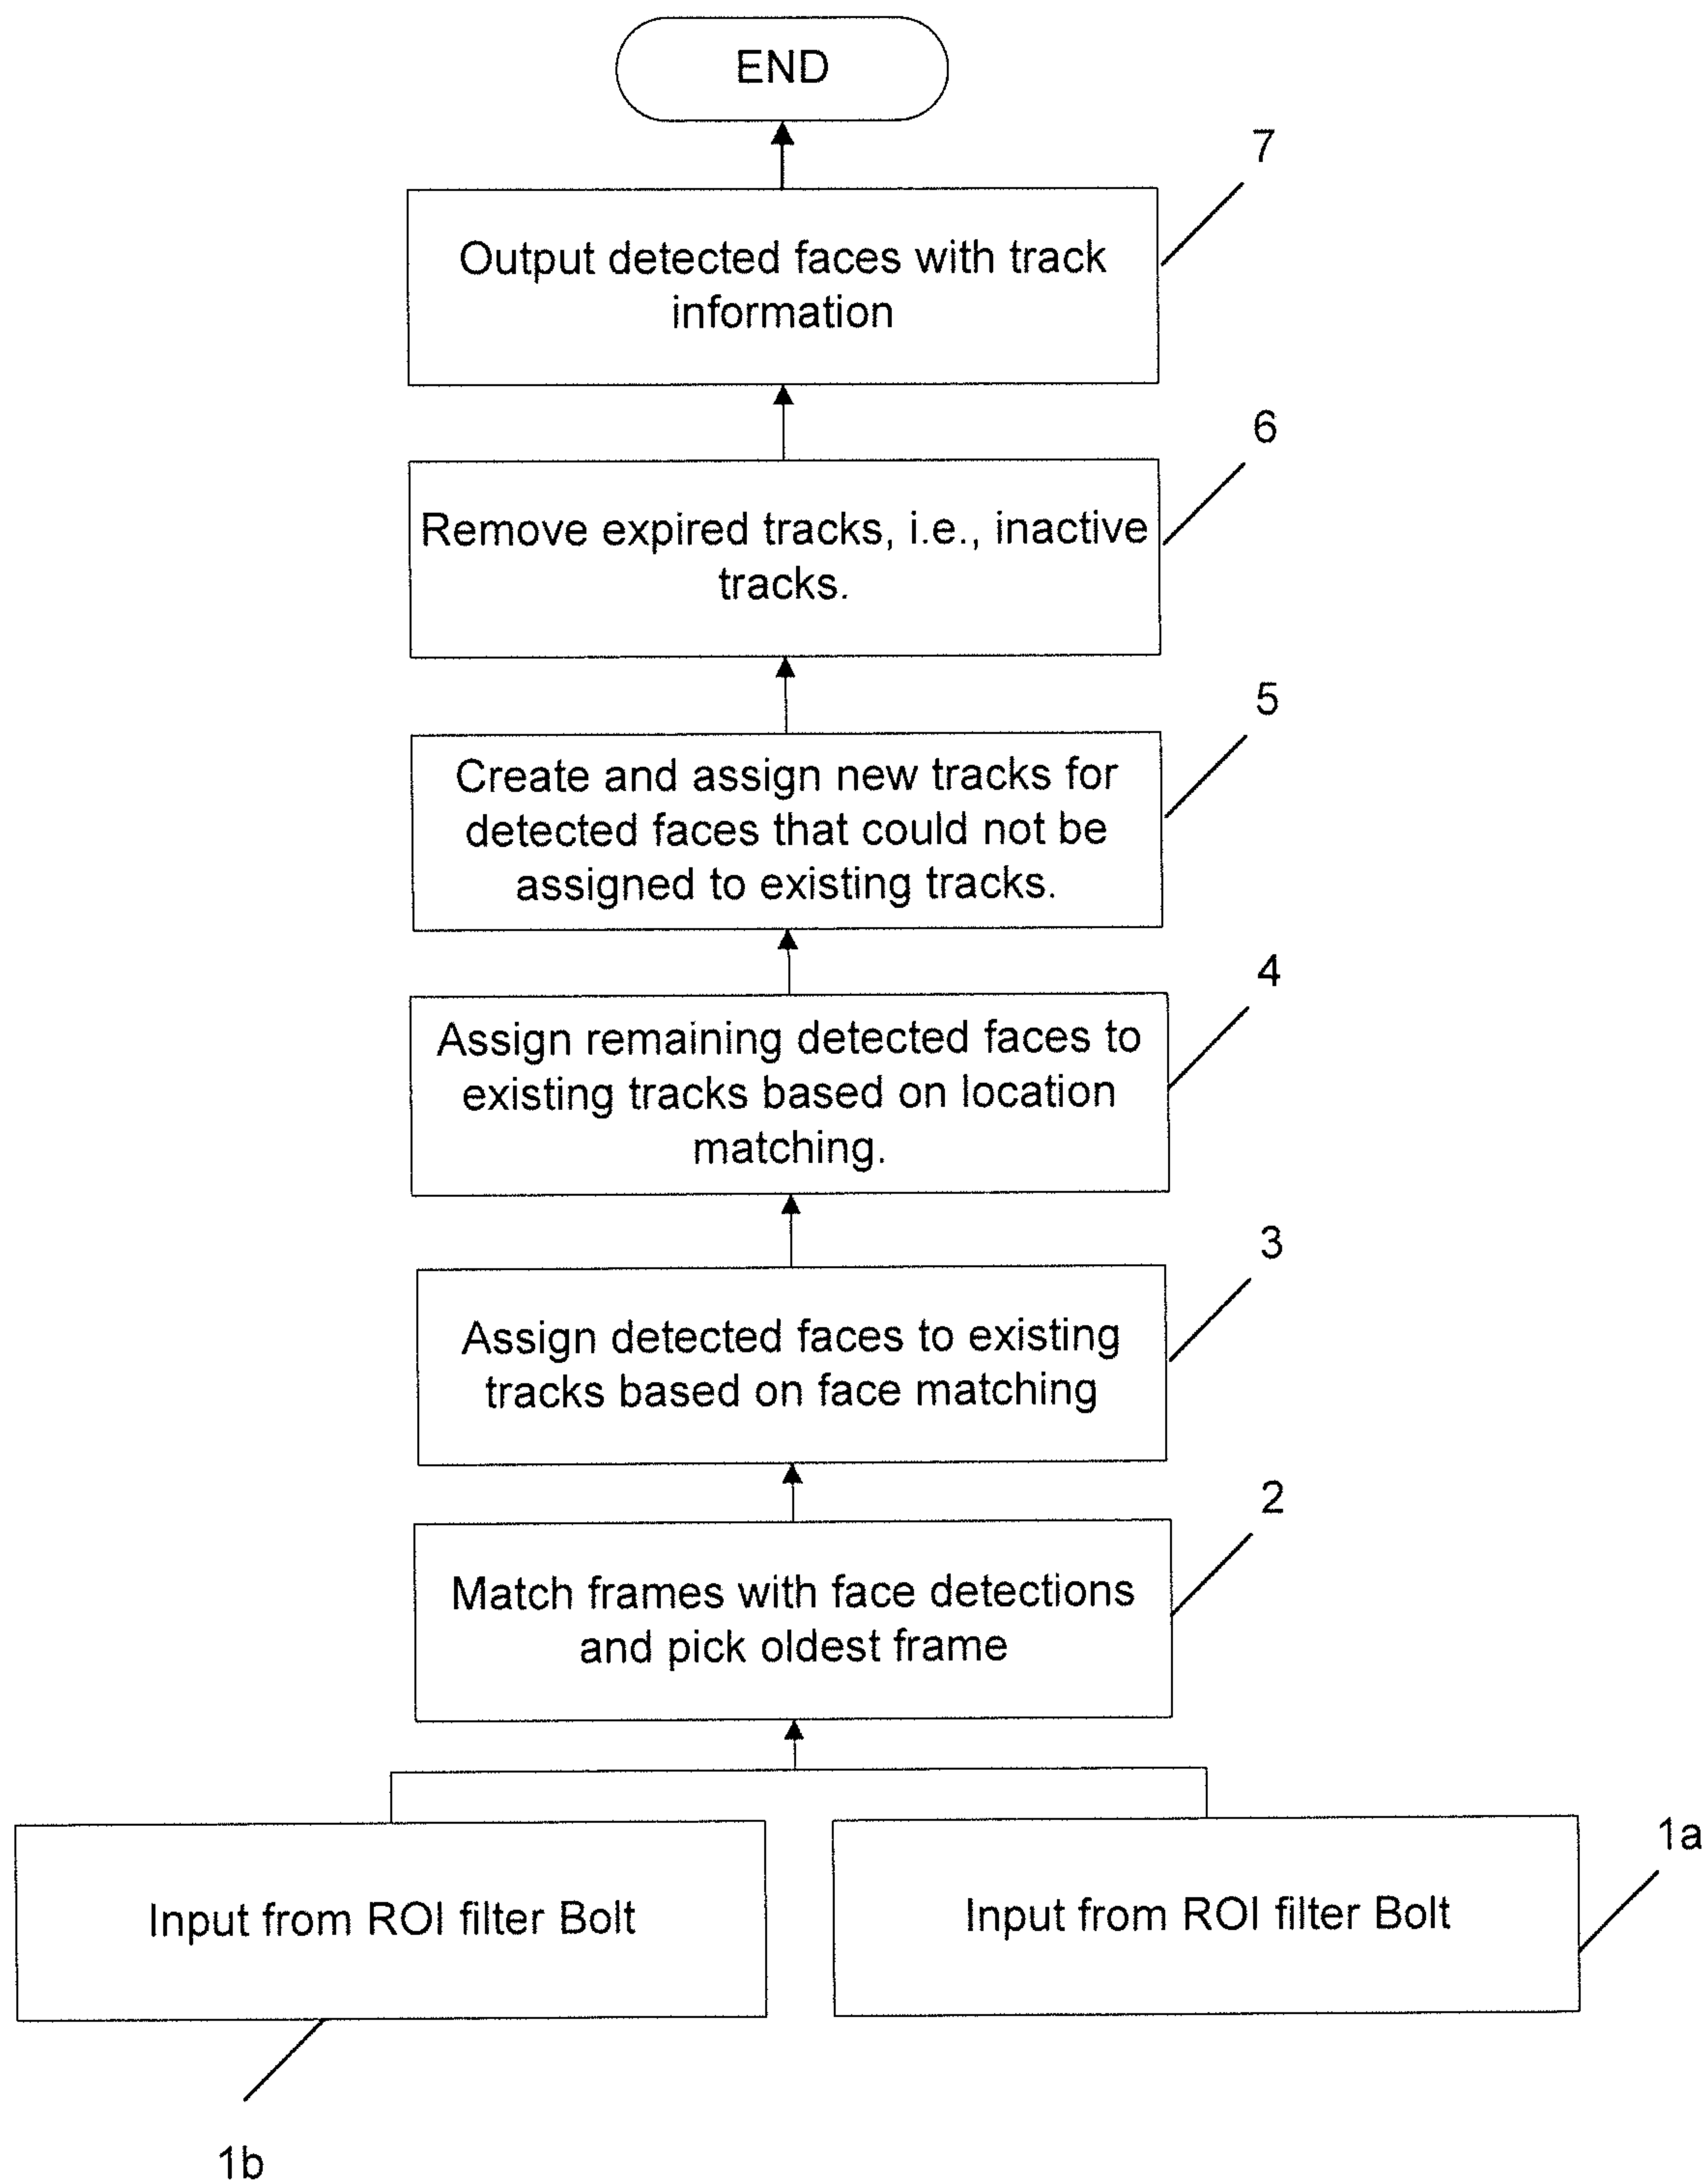 END
7
Output detected faces with track
information
6
Remove expired tracks, i.e., inactive
tracks.
5
Create and assign new tracks for
detected faces that could not be
assigned to existing tracks.
4
Assign remaining detected faces to
existing tracks based on location
matching.
3
Assign detected faces to existing
tracks based on face matching
2
Match frames with face detections
and pick oldest frame
1a
Input from ROI filter Bolt
Input from ROI filter Bolt
1b